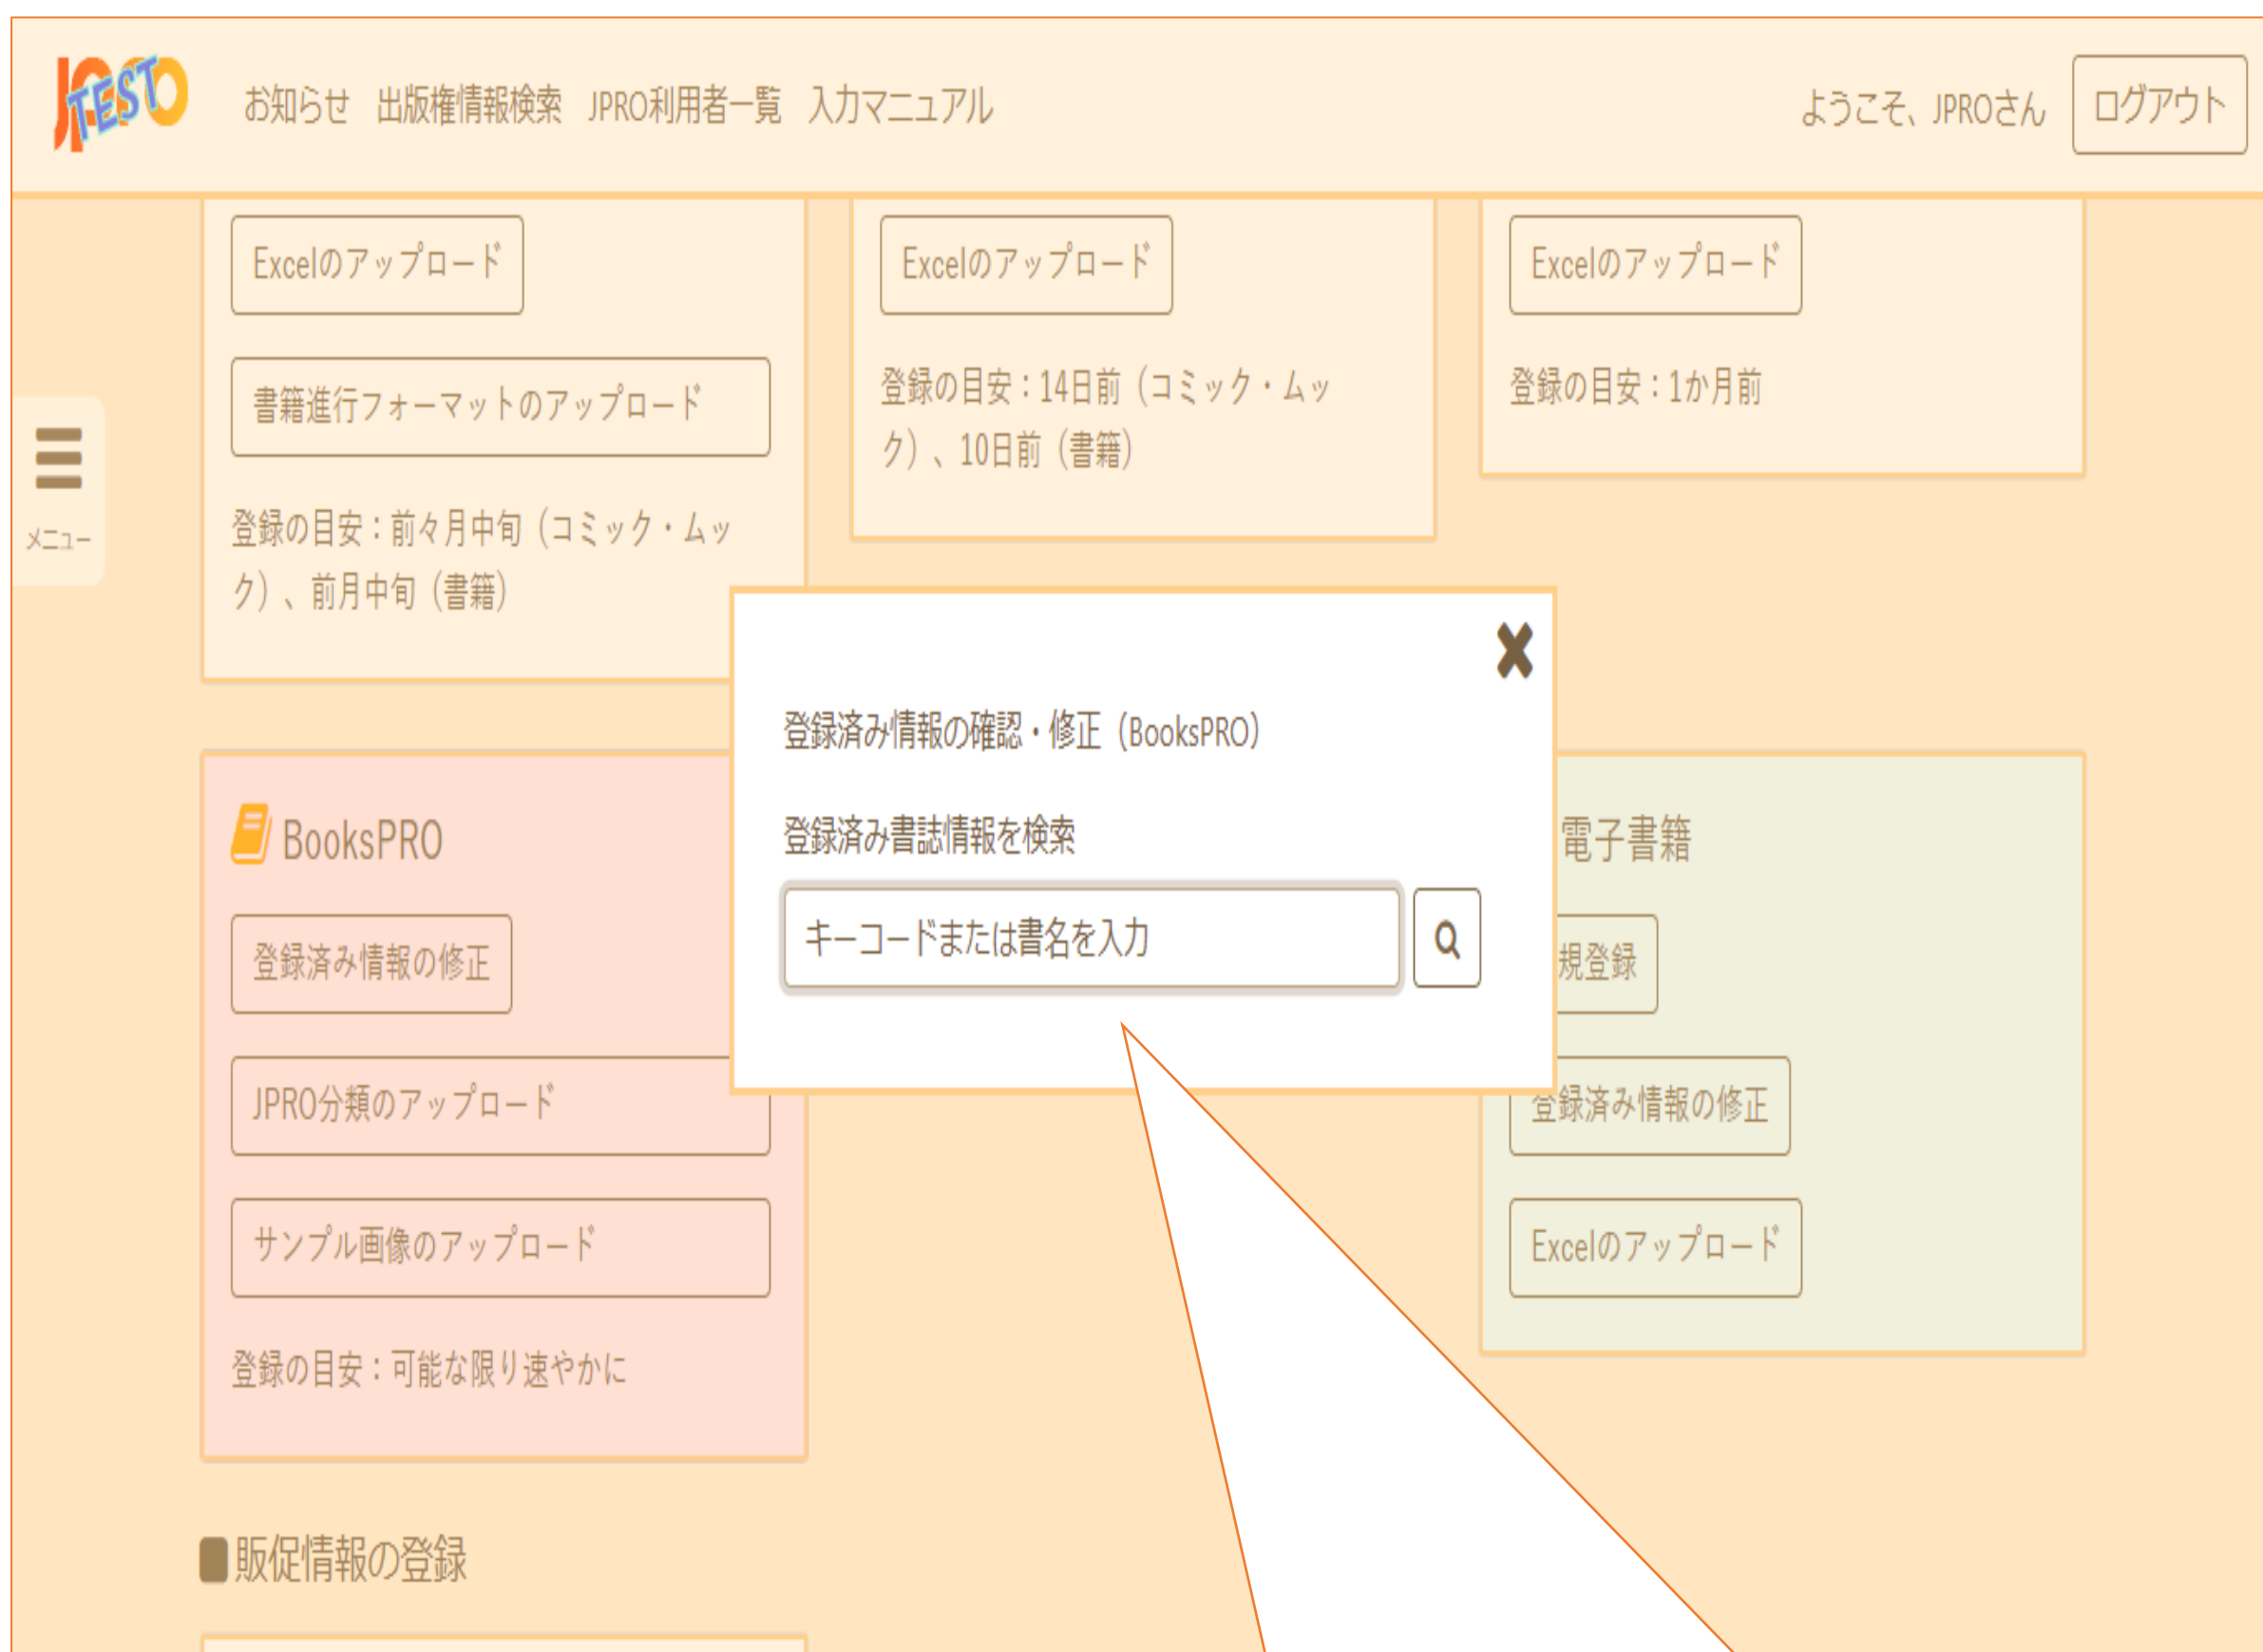 TEST
お知らせ 出版権情報検索 JPRO利用者一覧 入力マニュアル
ようこそ、JPROさん ログアウト
メニュー
Excelのアップロード
書籍進行フォーマットのアップロード
登録の目安：前々月中旬（コミック・ムッ
ク）、前月中旬（書籍）
Excelのアップロード
登録の目安：14日前（コミック・ムッ
ク）、10日前（書籍）
Excelのアップロード
登録の目安：1か月前
登録済み情報の確認・修正（BooksPRO）
登録済み書誌情報を検索
キーコードまたは書名を入力
BooksPRO
登録済み情報の修正
JPRO分類のアップロード
サンプル画像のアップロード
登録の目安：可能な限り速やかに
電子書籍
規登録
登録済み情報の修正
Excelのアップロード
■販促情報の登録